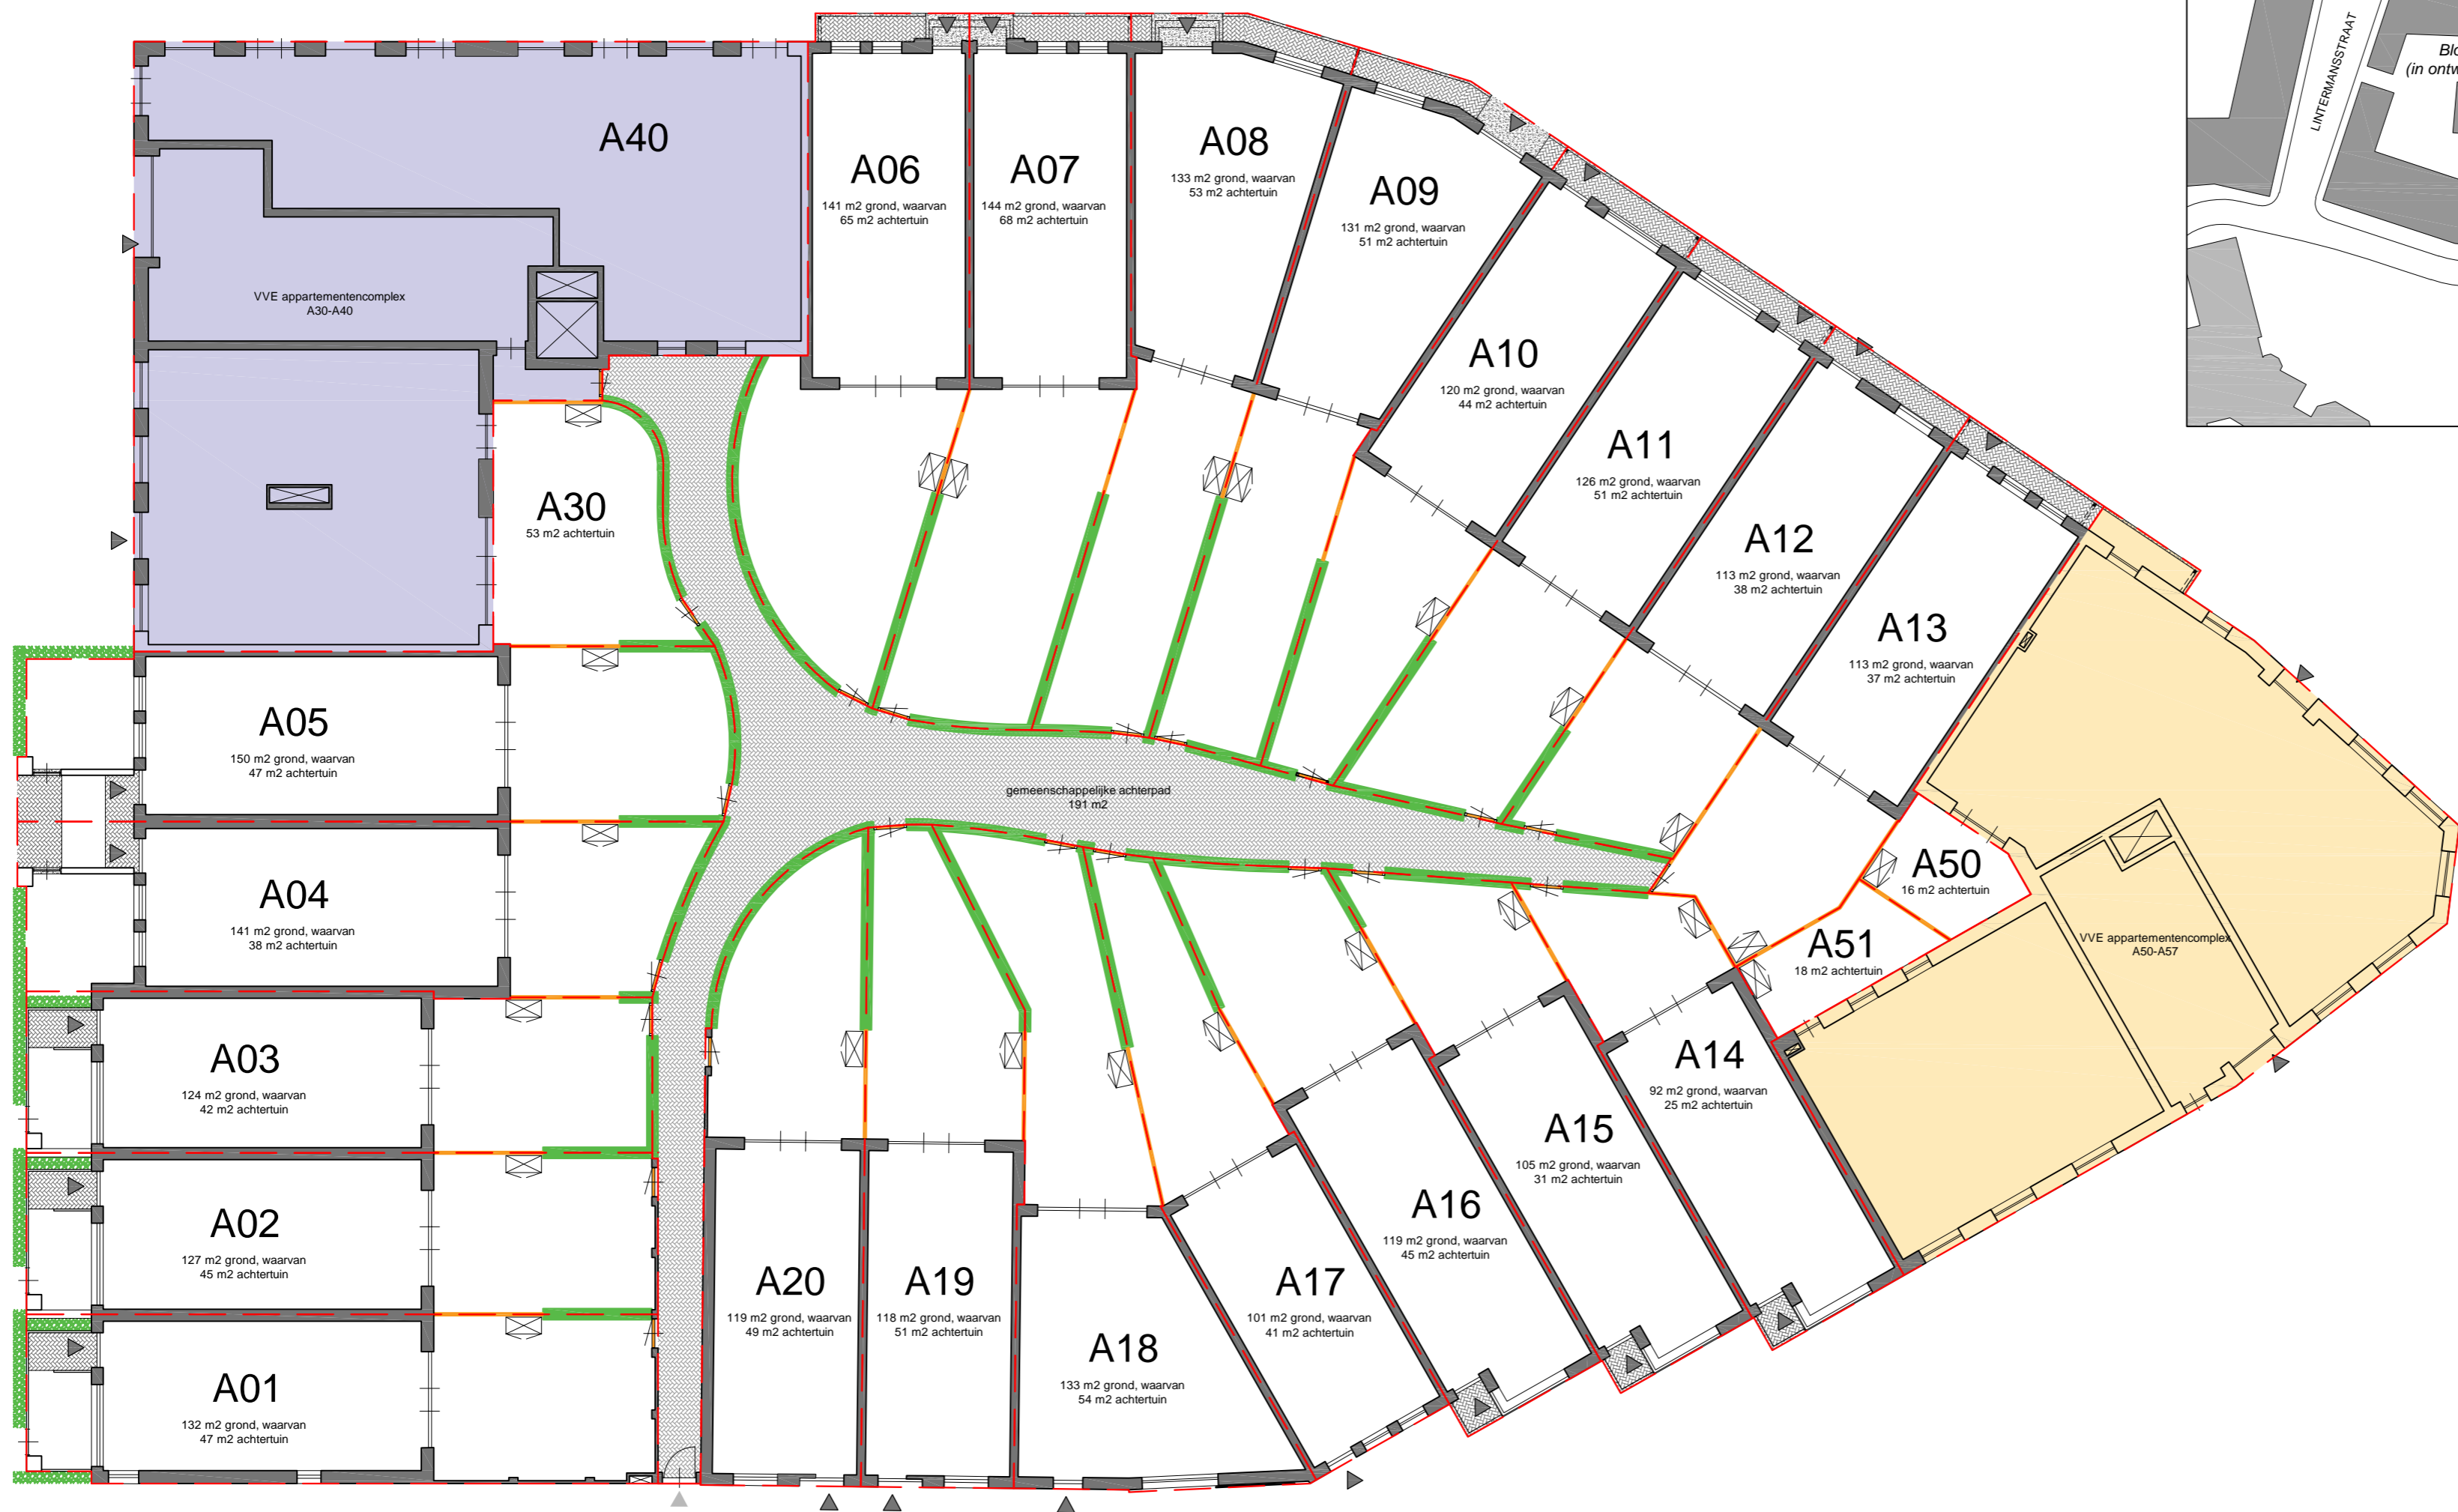 A40
A06
141 m2 grond, waarvan
65 m2 achtertuin
A07
144 m2 grond, waarvan
68 m2 achtertuin
A08
133 m2 grond, waarvan
53 m2 achtertuin
A09
131 m2 grond, waarvan
51 m2 achtertuin
LINTERMANSSTRAAT
VVE appartementencomplex
A30-A40
A10
120 m2 grond, waarvan
44 m2 achtertuin
A11
126 m2 grond, waarvan
51 m2 achtertuin
A30
53 m2 achtertuin
A12
113 m2 grond, waarvan
38 m2 achtertuin
A13
113 m2 grond, waarvan
37 m2 achtertuin
A05
150 m2 grond, waarvan
47 m2 achtertuin
gemeenschappelijke achterpad
191 m2
A50
16 m2 achtertuin
A04
141 m2 grond, waarvan
38 m2 achtertuin
A51
18 m2 achtertuin
VVE appartementencomplex
A50-A57
A03
124 m2 grond, waarvan
42 m2 achtertuin
A14
92 m2 grond, waarvan
25 m2 achtertuin
A15
105 m2 grond, waarvan
31 m2 achtertuin
A16
119 m2 grond, waarvan
45 m2 achtertuin
A02
127 m2 grond, waarvan
45 m2 achtertuin
A20
119 m2 grond, waarvan
49 m2 achtertuin
A19
118 m2 grond, waarvan
51 m2 achtertuin
A17
101 m2 grond, waarvan
41 m2 achtertuin
A18
133 m2 grond, waarvan
54 m2 achtertuin
A01
132 m2 grond, waarvan
47 m2 achtertuin